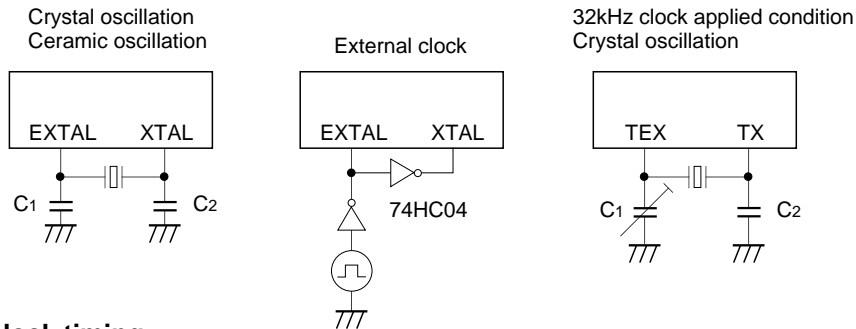 Crystal oscillation
Ceramic oscillation
EXTAL XTAL
C1 C2
External clock
EXTAL XTAL
74HC04
32kHz clock applied condition
Crystal oscillation
TEX TX
C1 C2
timing